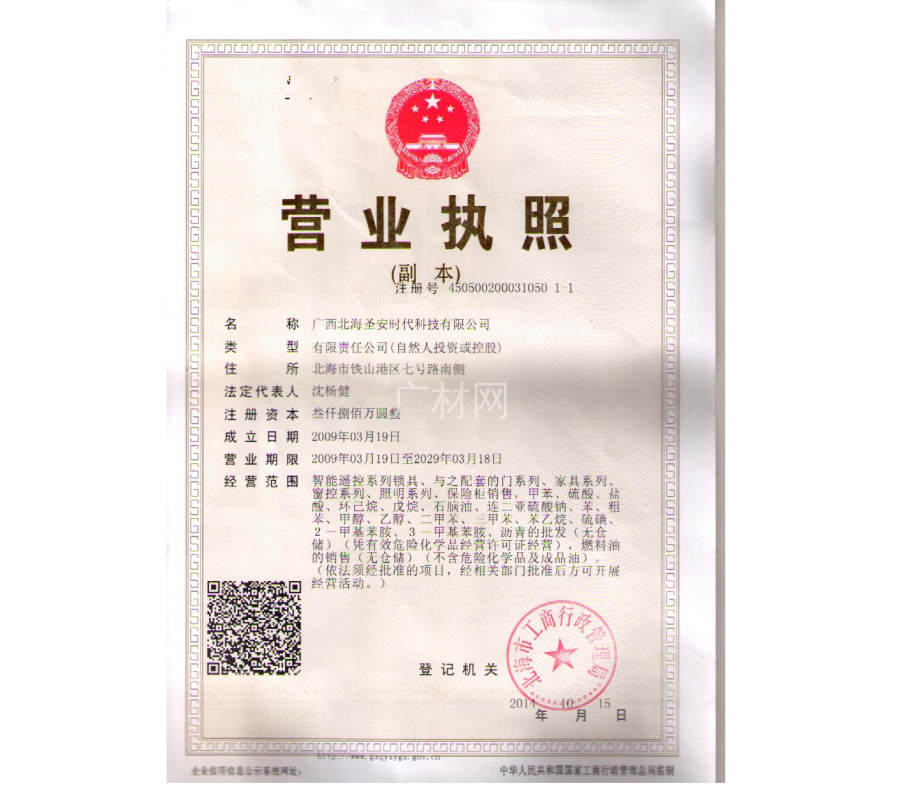 营业执照
(副 本)
注册号 450500200031050 1-1
名 称 广西北海圣安时代科技有限公司
类 型 有限责任公司(自然人投资或控股)
住 所 北海市铁山港区七号路南侧
法定代表人 沈杨健
注册资本 叁仟捌佰万圆整
成立日期 2009年03月19日
营业期限 2009年03月19日至2029年03月18日
经营范围 智能遥控系列锁具、与之配套的门系列、家具系列、
窗控系列、照明系列、保险柜销售，甲苯、硫酸、盐
酸、环己烷、戊烷、石脑油、连二亚硫酸钠、苯、粗
苯、甲醇、乙醇、二甲苯、三甲苯、苯乙烷、硫磺、
2－甲基苯胺、3－甲基苯胺、沥青的批发（无仓
储）（凭有效危险化学品经营许可证经营），燃料油
的销售（无仓储）（不含危险化学品及成品油）。
（依法须经批准的项目，经相关部门批准后方可开展
经营活动。）
广材网
北海市工商行政管理局
登记机关
2014 10 15
年 月 日
http://www.gxqyxygs.gov.cn
企业信用信息公示系统网址：
中华人民共和国国家工商行政管理总局监制